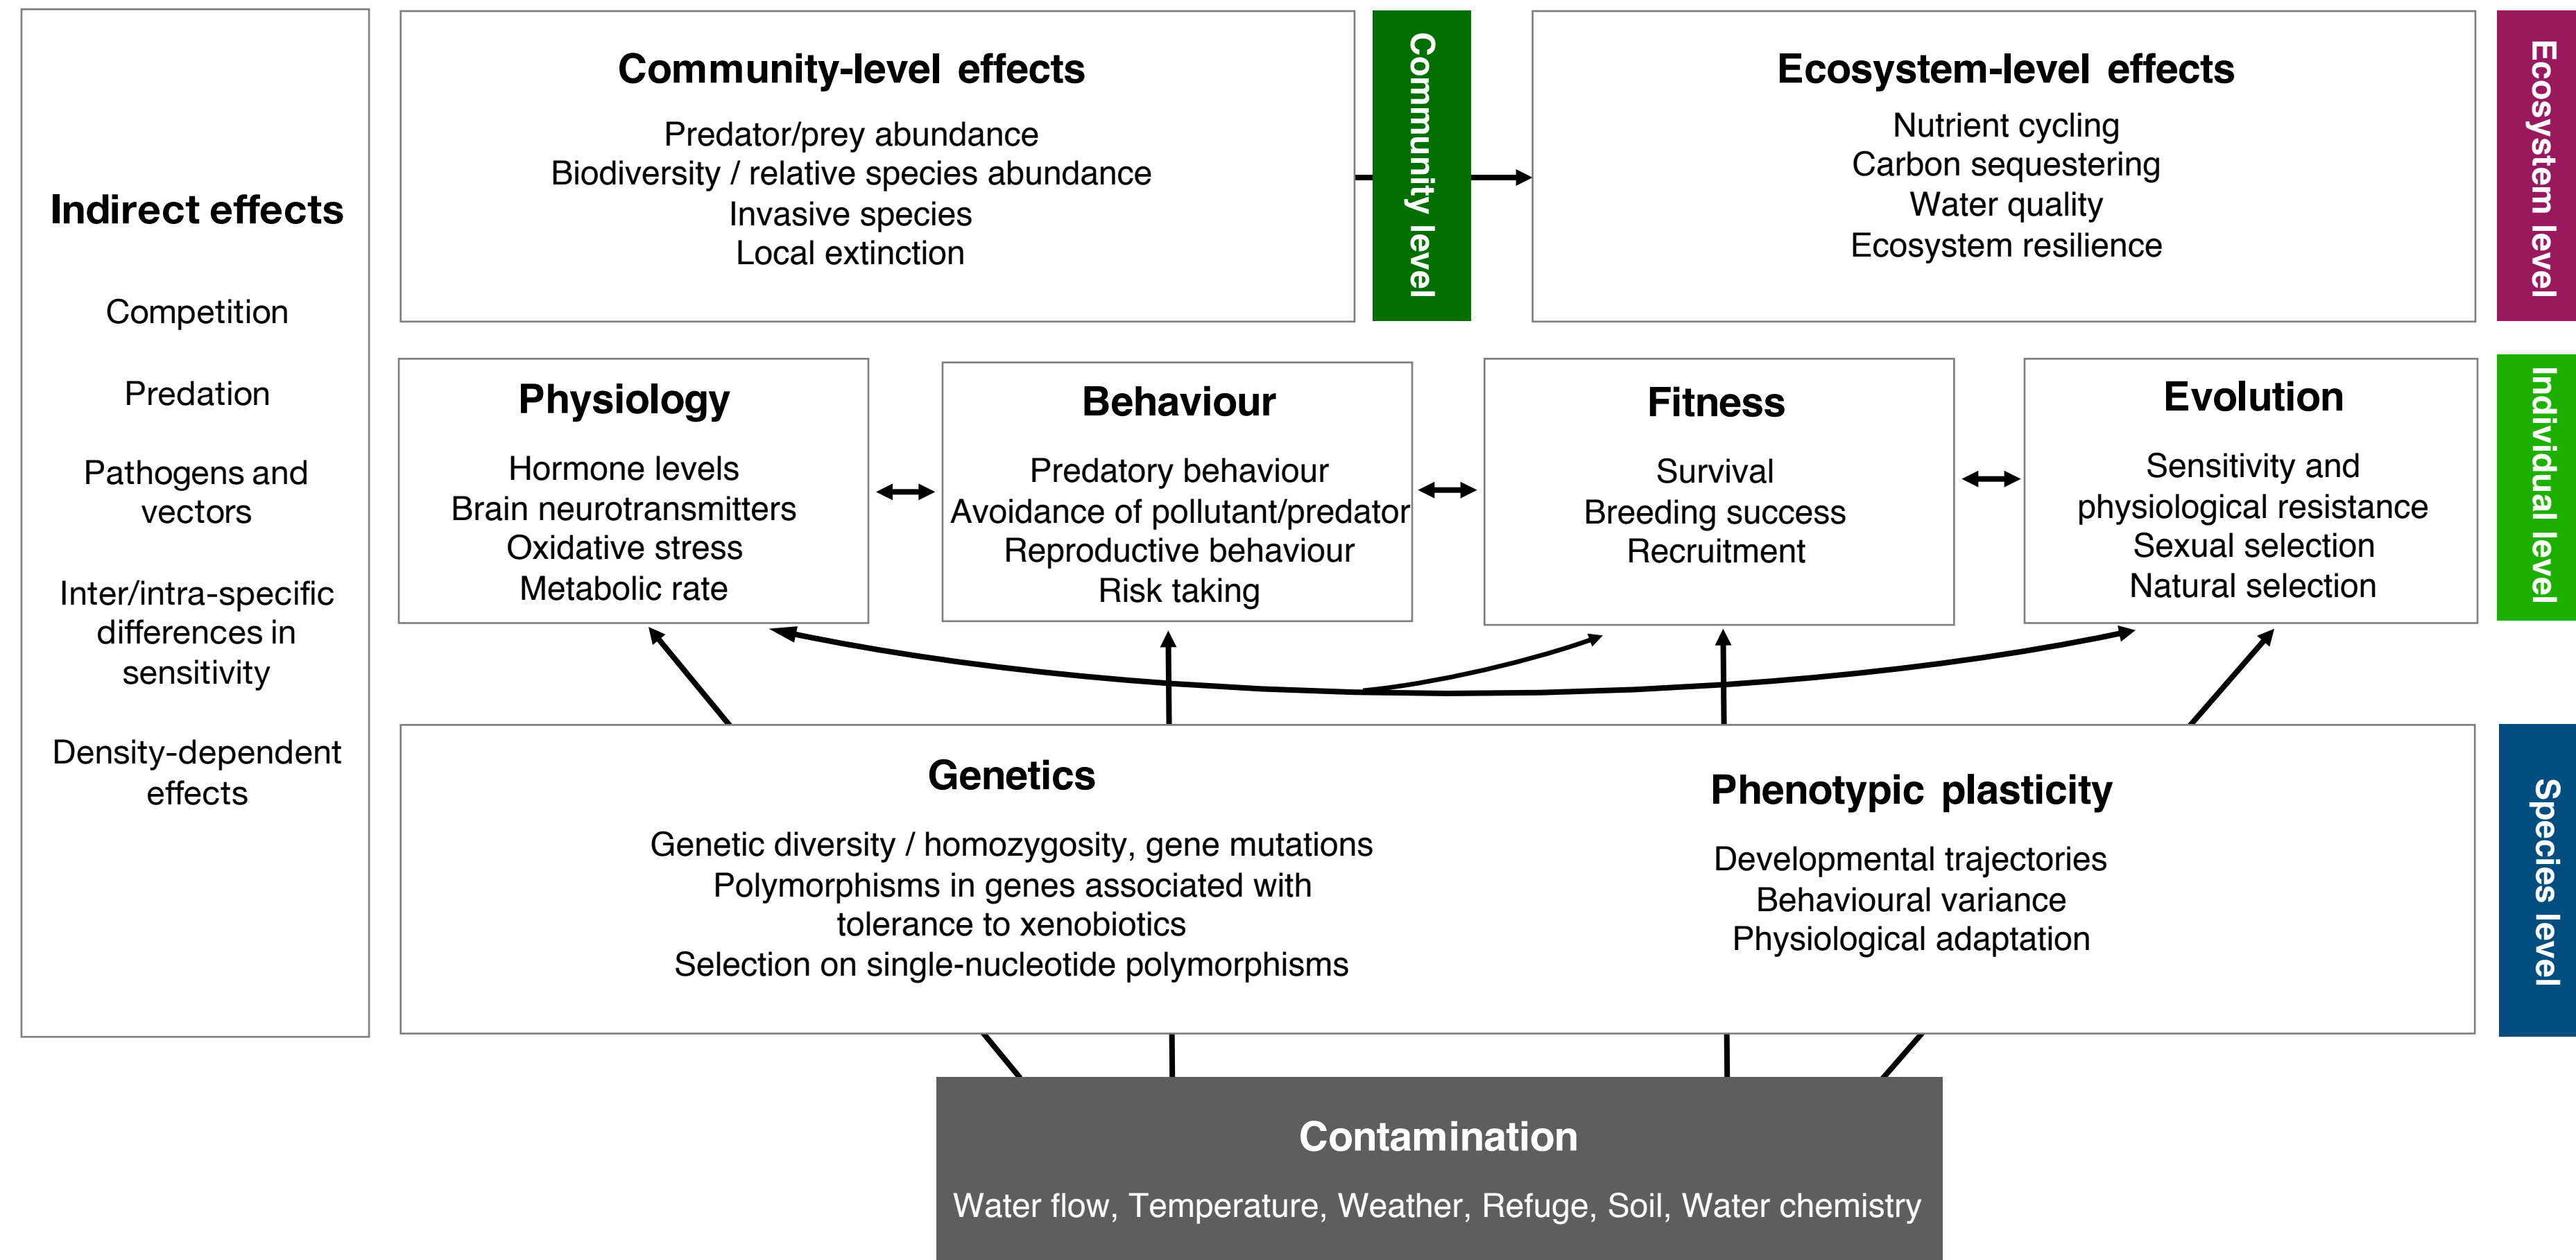 Indirect effects
Competition
Predation
Pathogens and
vectors
Inter/intra-specific
differences in
sensitivity
Density-dependent
effects
Community-level effects
Predator/prey abundance
Biodiversity / relative species abundance
Invasive species
Local extinction
Community level
Ecosystem-level effects
Nutrient cycling
Carbon sequestering
Water quality
Ecosystem resilience
Ecosystem level
Physiology
Hormone levels
Brain neurotransmitters
Oxidative stress
Metabolic rate
Behaviour
Predatory behaviour
Avoidance of pollutant/predator
Reproductive behaviour
Risk taking
Fitness
Survival
Breeding success
Recruitment
Evolution
Sensitivity and
physiological resistance
Sexual selection
Natural selection
Individual level
Genetics
Genetic diversity / homozygosity, gene mutations
Polymorphisms in genes associated with
tolerance to xenobiotics
Selection on single-nucleotide polymorphisms
Phenotypic plasticity
Developmental trajectories
Behavioural variance
Physiological adaptation
Species level
Contamination
Water flow, Temperature, Weather, Refuge, Soil, Water chemistry